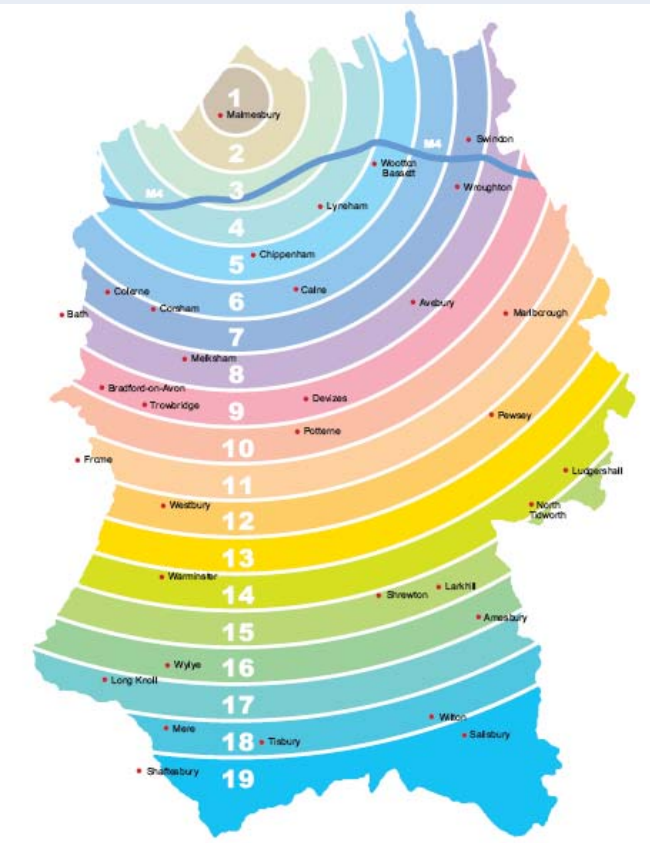 1
Malmesbury
2
Swindon
M4
Wootton
Bassett
Wroughton
M4
3
Lyneham
4
Chippenham
5
Colerne
Calne
6
Avebury
Corsham
Bath
Marlborough
7
Melksham
8
Bradford-on-Avon
Devizes
Trowbridge
9
Pewsey
Potterne
10
Frome
Ludgershall
11
Westbury
North
Tidworth
12
13
Warminster
Larkhill
14
Shrewton
Amesbury
15
Wylye
16
Long Knoll
17
Wilton
Mere
Salisbury
18
Tisbury
Shaftesbury
19